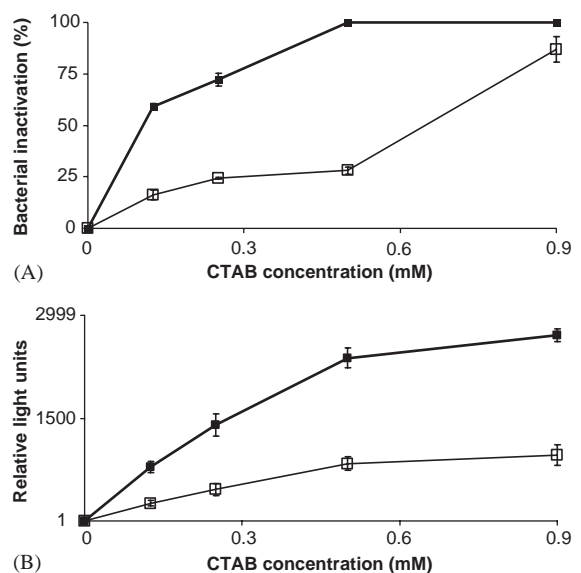 100
75
50
25
0
Bacterial inactivation (%)
0 0.3 0.6 0.9
(A) CTAB concentration (mM)
2999
1500
1
Relative light units
0 0.3 0.6 0.9
(B) CTAB concentration (mM)